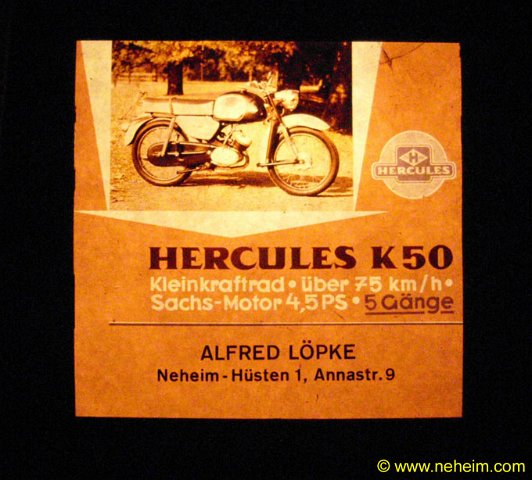 H
HERCULES
HERCULES K 50
Kleinkraftrad • über 75 km/h •
Sachs-Motor 4,5 PS • 5 Gänge
ALFRED LÖPKE
Neheim-Hüsten 1, Annastr. 9
© www.neheim.com